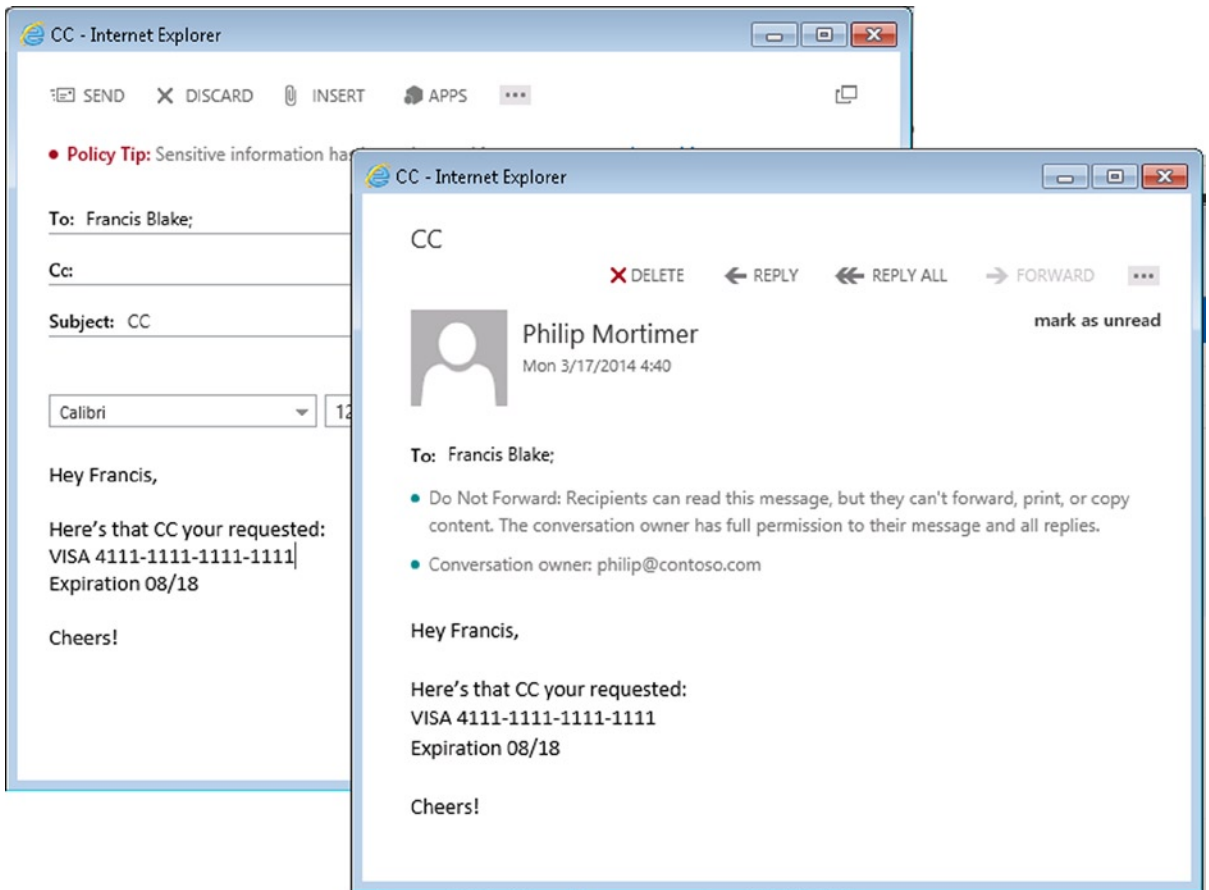 CC - Internet Explorer
SEND DISCARD INSERT APPS ...
Policy Tip: Sensitive information has
To: Francis Blake;
Cc:
Subject: CC
Calibri 12
Hey Francis,
Here's that CC your requested:
VISA 4111-1111-1111-1111
Expiration 08/18
Cheers!
CC - Internet Explorer
CC
DELETE REPLY REPLY ALL FORWARD ...
Philip Mortimer
mark as unread
Mon 3/17/2014 4:40
To: Francis Blake;
Do Not Forward: Recipients can read this message, but they can't forward, print, or copy
content. The conversation owner has full permission to their message and all replies.
Conversation owner: philip@contoso.com
Hey Francis,
Here's that CC your requested:
VISA 4111-1111-1111-1111
Expiration 08/18
Cheers!